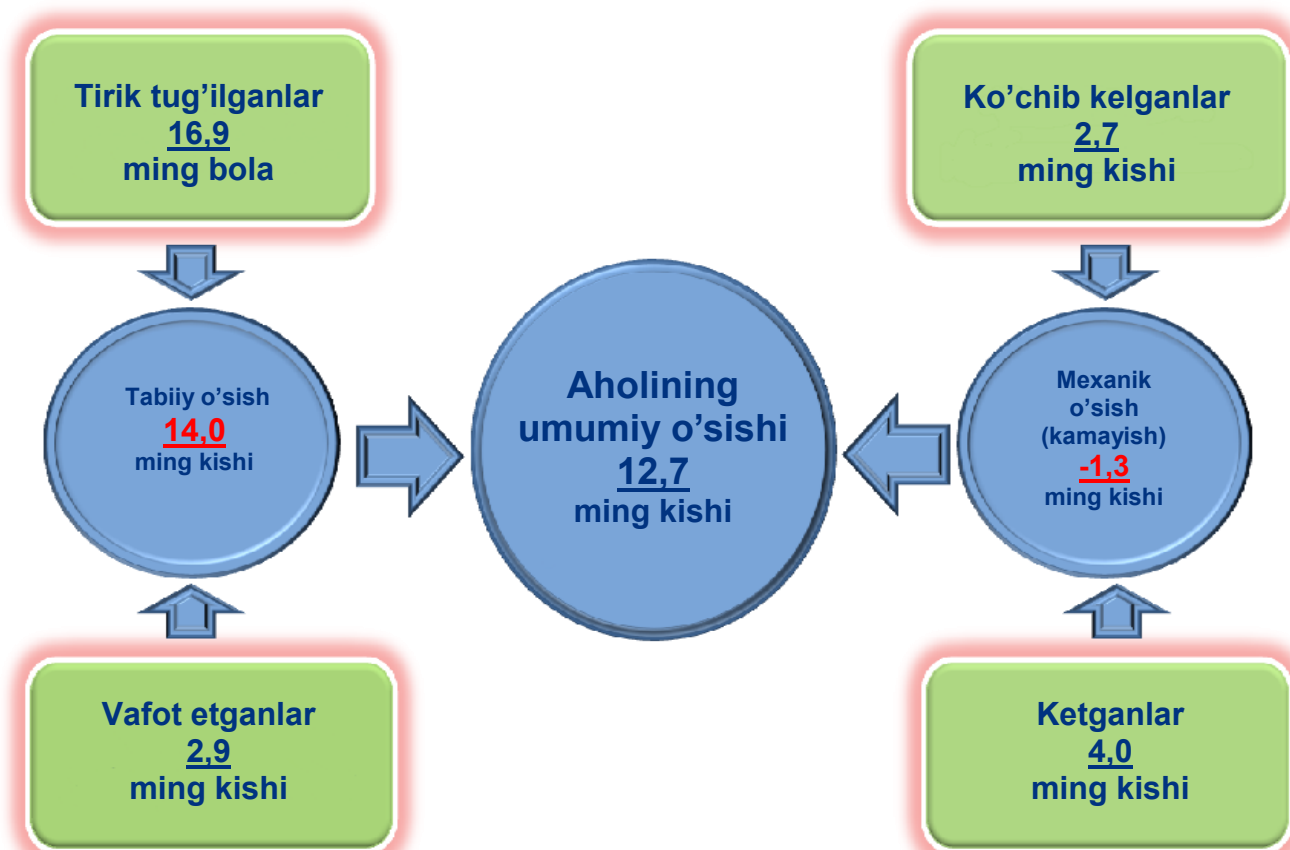 Tirik tug’ilganlar
16,9
ming bola
Ko’chib kelganlar
2,7
ming kishi
Tabiiy o’sish
14,0
ming kishi
Aholining
umumiy o’sishi
12,7
ming kishi
Mexanik
o’sish
(kamayish)
-1,3
ming kishi
Vafot etganlar
2,9
ming kishi
Ketganlar
4,0
ming kishi